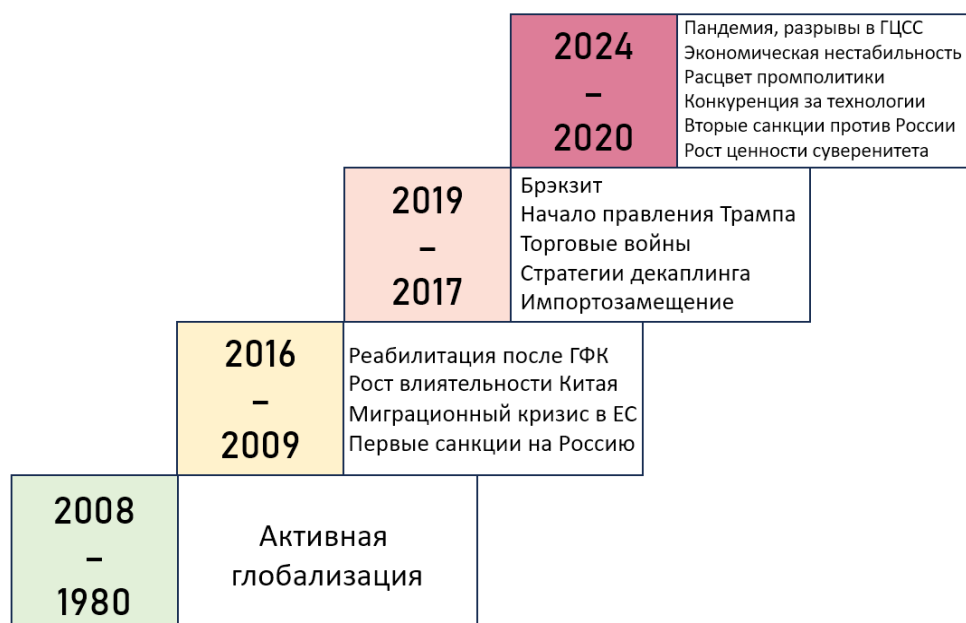 2024
–
2020
Пандемия, разрывы в ГЦСС
Экономическая нестабильность
Расцвет промполитики
Конкуренция за технологии
Вторые санкции против России
Рост ценности суверенитета
2019
–
2017
Брэкзит
Начало правления Трампа
Торговые войны
Стратегии декаплинга
Импортозамещение
2016
–
2009
Реабилитация после ГФК
Рост влиятельности Китая
Миграционный кризис в ЕС
Первые санкции на Россию
2008
–
1980
Активная
глобализация